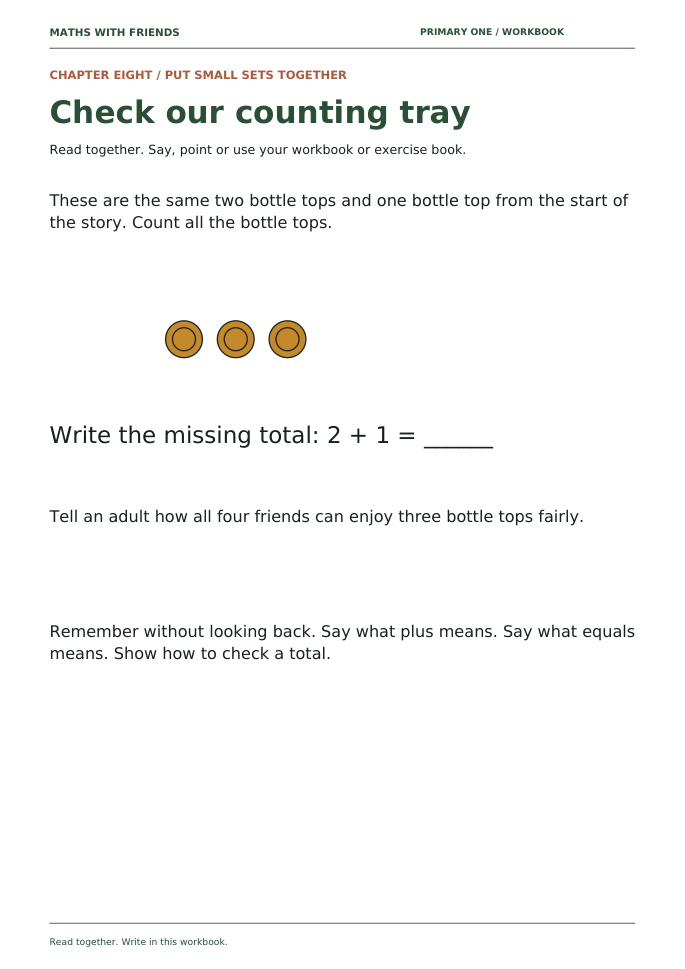 MATHS WITH FRIENDS
PRIMARY ONE / WORKBOOK
CHAPTER EIGHT / PUT SMALL SETS TOGETHER
Check our counting tray
Read together. Say, point or use your workbook or exercise book.
These are the same two bottle tops and one bottle top from the start of
the story. Count all the bottle tops.
Write the missing total: 2 + 1 = ______
Tell an adult how all four friends can enjoy three bottle tops fairly.
Remember without looking back. Say what plus means. Say what equals
means. Show how to check a total.
Read together. Write in this workbook.